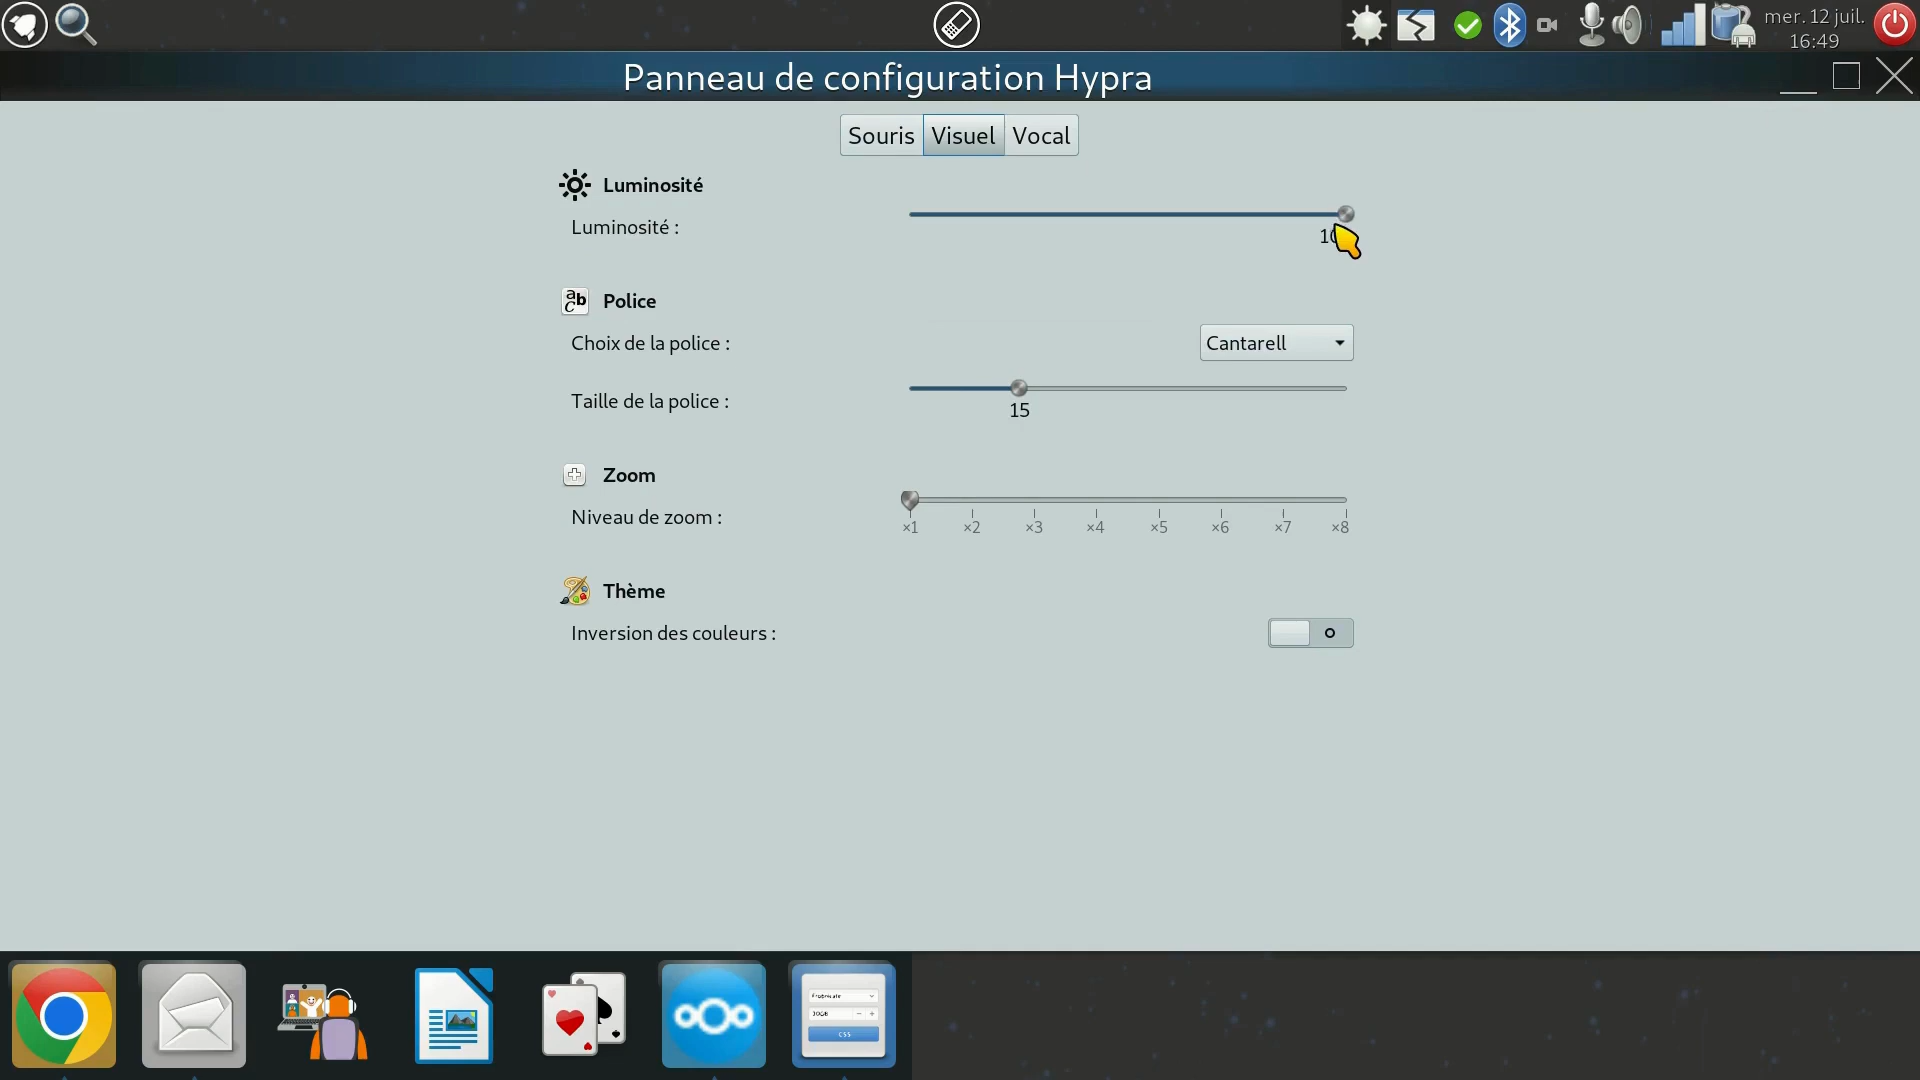 mer. 12 juil.
16:49
Panneau de configuration Hypra
Souris Visuel Vocal
Luminosité
Luminosité :
Police
Choix de la police : Cantarell
Taille de la police :
15
Zoom
Niveau de zoom :
×1 ×2 ×3 ×4 ×5 ×6 ×7 ×8
Thème
Inversion des couleurs :